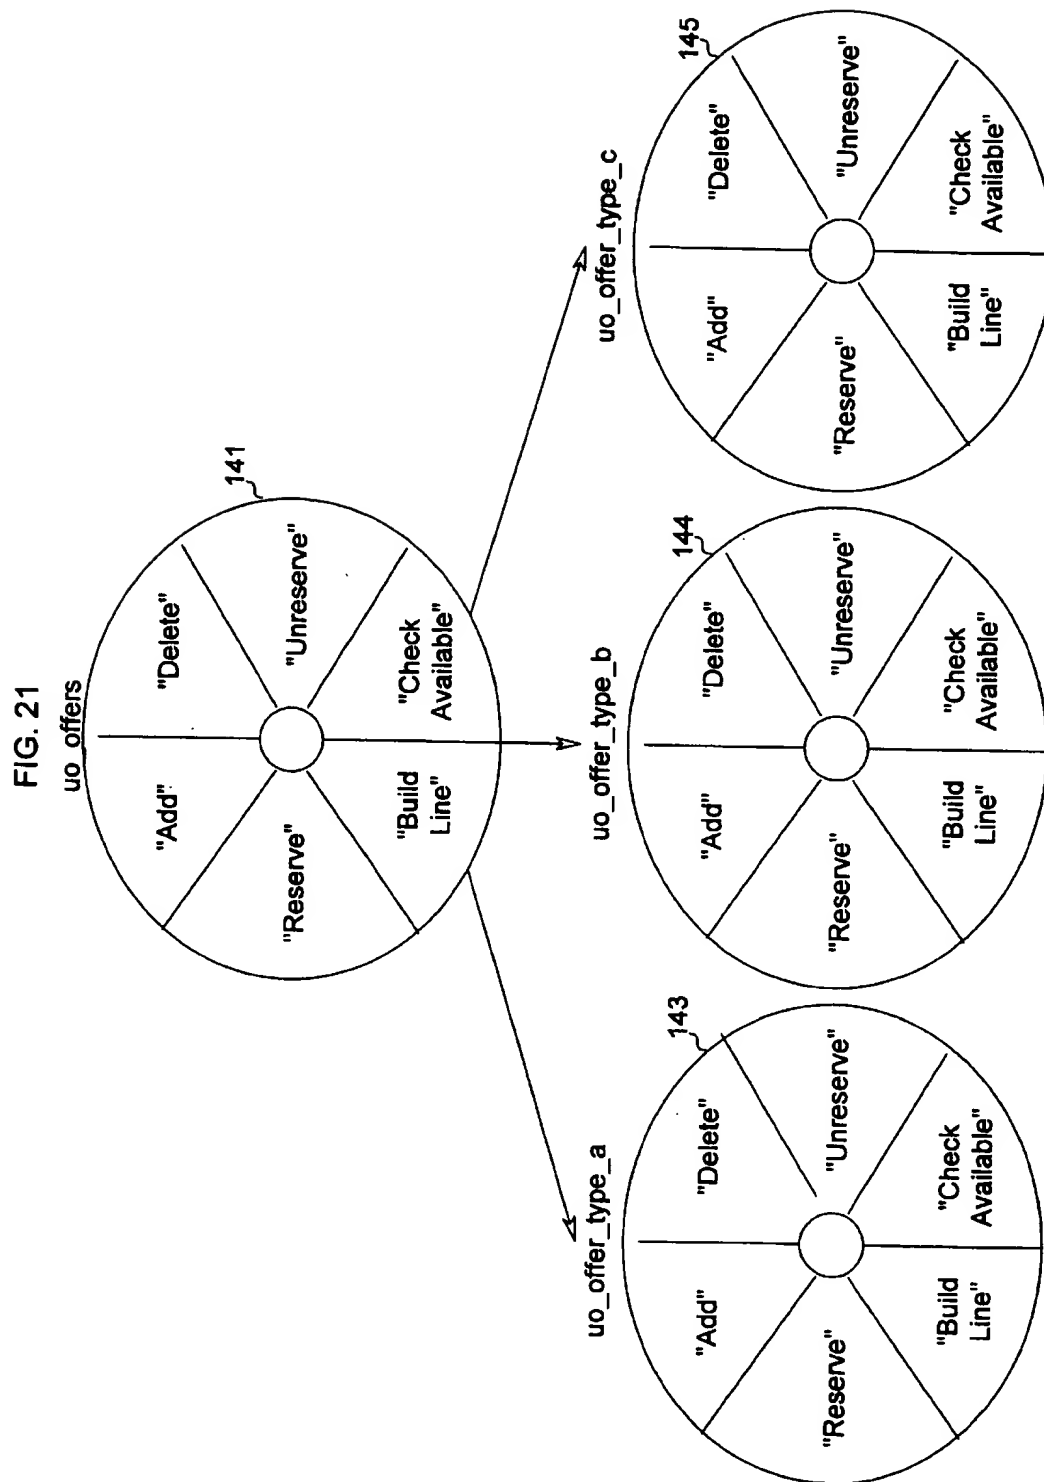 FIG. 21
uo_offers
141
"Add"
"Delete"
"Reserve"
"Unreserve"
"Build
Line"
"Check
Available"
uo_offer_type_a
143
"Add"
"Delete"
"Reserve"
"Unreserve"
"Build
Line"
"Check
Available"
uo_offer_type_b
144
"Add"
"Delete"
"Reserve"
"Unreserve"
"Build
Line"
"Check
Available"
uo_offer_type_c
145
"Add"
"Delete"
"Reserve"
"Unreserve"
"Build
Line"
"Check
Available"